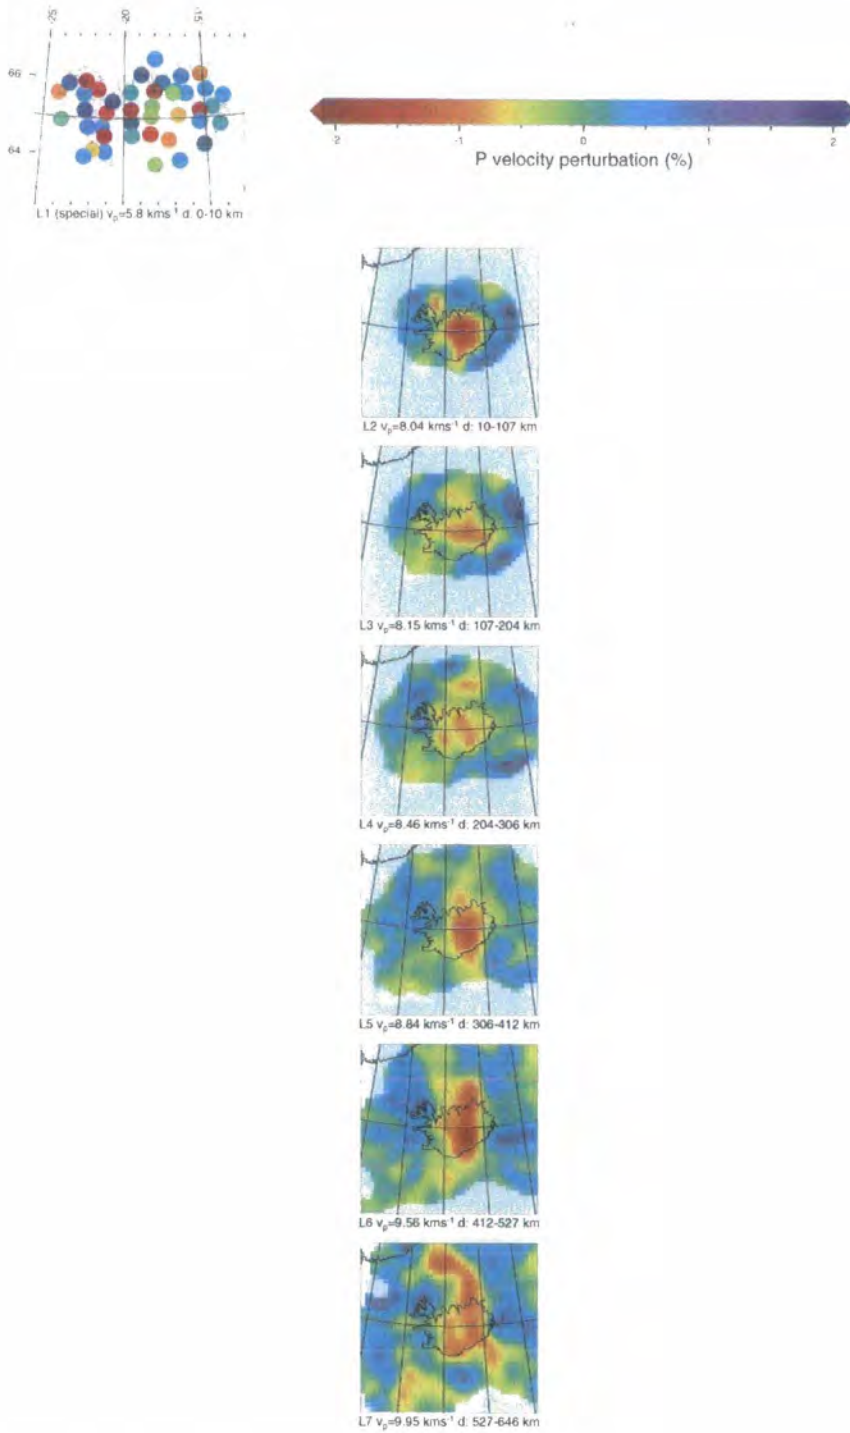 -25 -20 -15
66
64
L1 (special) vₚ=5.8 kms⁻¹ d. 0-10 km
-2 -1 0 1 2
P velocity perturbation (%)
L2 vₚ=8.04 kms⁻¹ d: 10-107 km
L3 vₚ=8.15 kms⁻¹ d: 107-204 km
L4 vₚ=8.46 kms⁻¹ d: 204-306 km
L5 vₚ=8.84 kms⁻¹ d: 306-412 km
L6 vₚ=9.56 kms⁻¹ d: 412-527 km
L7 vₚ=9.95 kms⁻¹ d: 527-646 km